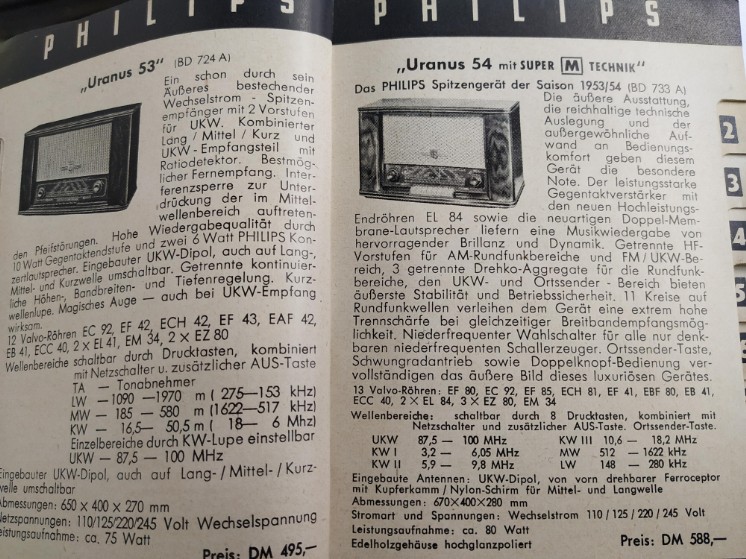 PHILIPS
„Uranus 53" (BD 724 A)
Ein schon durch sein
Äußeres bestechender
Wechselstrom - Spitzen-
empfänger mit 2 Vorstufen
für UKW. Kombinierter
Lang / Mittel / Kurz und
UKW - Empfangsteil mit
Ratiodetektor. Bestmög-
licher Fernempfang. Inter-
ferenzsperre zur Unter-
drückung der im Mittel-
wellenbereich auftreten-
den Pfeifstörungen. Hohe Wiedergabequalität durch
10 Watt Gegentaktendstufe und zwei 6 Watt PHILIPS Kon-
zertlautsprecher. Eingebauter UKW-Dipol, auch auf Lang-,
Mittel- und Kurzwelle umschaltbar. Getrennte kontinuier-
liche Höhen-, Bandbreiten- und Tiefenregelung. Kurz-
wellenlupe. Magisches Auge — auch bei UKW-Empfang
wirksam.
12 Valvo-Röhren EC 92, EF 42, ECH 42, EF 43, EAF 42,
EB 41, ECC 40, 2 x EL 41, EM 34, 2 x EZ 80
Wellenbereiche schaltbar durch Drucktasten, kombiniert
mit Netzschalter u. zusätzlicher AUS-Taste
TA — Tonabnehmer
LW —1090 —1970 m ( 275—153 kHz)
MW — 185 — 580 m (1622—517 kHz)
KW — 16,5— 50,5 m ( 18— 6 Mhz)
Einzelbereiche durch KW-Lupe einstellbar
UKW — 87,5 — 100 MHz
Eingebauter UKW-Dipol, auch auf Lang-/Mittel-/Kurz-
welle umschaltbar
Abmessungen: 650 × 400 × 270 mm
Netzspannungen: 110/125/220/245 Volt Wechselspannung
Leistungsaufnahme: ca. 75 Watt
Preis: DM 495,—
PHILIPS
„Uranus 54 mit SUPER M TECHNIK"
Das PHILIPS Spitzengerät der Saison 1953/54 (BD 733 A)
Die äußere Ausstattung,
die reichhaltige technische
Auslegung und der
außergewöhnliche Auf-
wand an Bedienungs-
komfort geben diesem
Gerät die besondere
Note. Der leistungsstarke
Gegentaktverstärker mit
den neuen Hochleistungs-
Endröhren EL 84 sowie die neuartigen Doppel-Mem-
brane-Lautsprecher liefern eine Musikwiedergabe von
hervorragender Brillanz und Dynamik. Getrennte HF-
Vorstufen für AM-Rundfunkbereiche und FM/UKW-Be-
reich, 3 getrennte Drehko-Aggregate für die Rundfunk-
bereiche, den UKW- und Ortssender - Bereich bieten
äußerste Stabilität und Betriebssicherheit. 11 Kreise auf
Rundfunkwellen verleihen dem Gerät eine extrem hohe
Trennschärfe bei gleichzeitiger Breitbandempfangsmög-
lichkeit. Niederfrequenter Wahlschalter für alle nur denk-
baren niederfrequenten Schallerzeuger. Ortssender-Taste,
Schwungradantrieb sowie Doppelknopf-Bedienung ver-
vollständigen das äußere Bild dieses luxuriösen Gerätes.
13 Valvo-Röhren: EF 80, EC 92, EF 85, ECH 81, EF 41, EBF 80, EB 41,
ECC 40, 2 X EL 84, 3 X EZ 80, EM 34
Wellenbereiche: schaltbar durch 8 Drucktasten, kombiniert mit
Netzschalter und zusätzlicher AUS-Taste. Ortssender-Taste.
UKW 87,5 — 100 MHz KW III 10,6 — 18,2 MHz
KW I 3,2 — 6,05 MHz MW 512 —1622 kHz
KW II 5,9 — 9,8 MHz LW 148 — 280 kHz
Eingebaute Antennen: UKW-Dipol, von vorn drehbarer Ferroceptor
mit Kupferkamm / Nylon-Schirm für Mittel- und Langwelle
Abmessungen: 670×400×280 mm
Stromart und Spannungen: Wechselstrom 110 / 125 / 220 / 245 Volt
Leistungsaufnahme: ca. 80 Watt
Edelholzgehäuse hochglanzpoliert Preis: DM 588,—
2
3
4
5